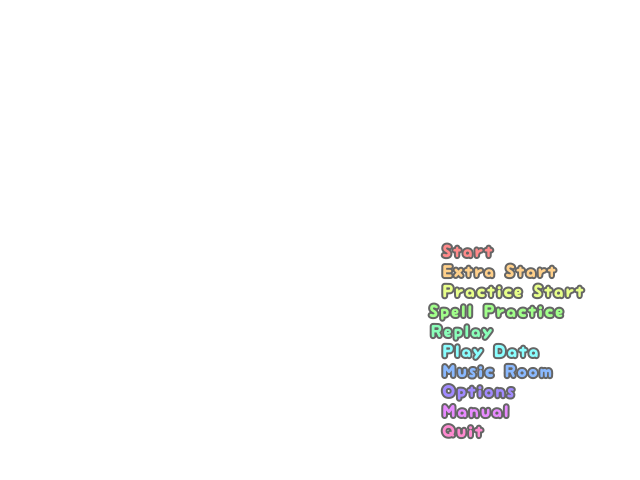 Start
Extra Start
Practice Start
Spell Practice
Replay
Play Data
Music Room
Options
Manual
Quit